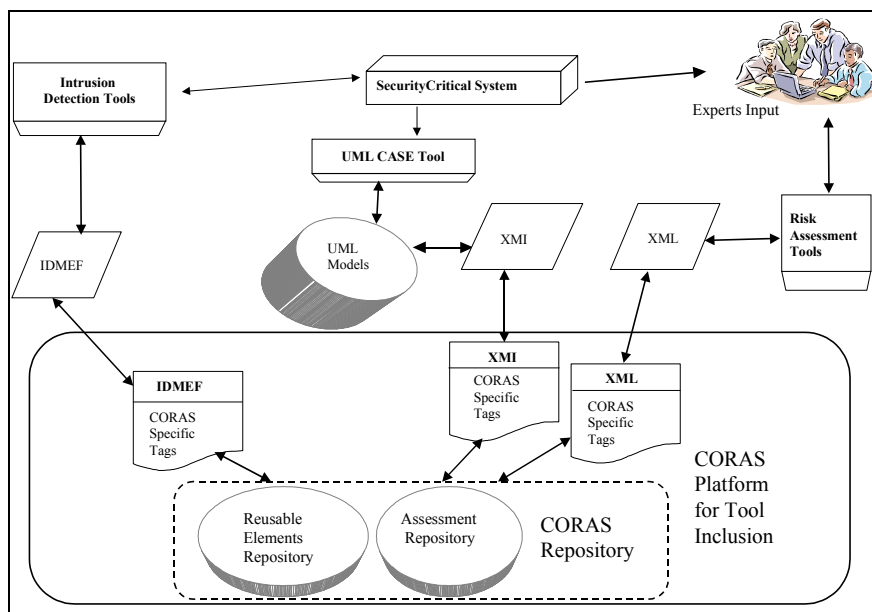 Intrusion
Detection Tools
SecurityCritical System
Experts Input
UML CASE Tool
IDMEF
UML
Models
XMI
XML
Risk
Assessment
Tools
IDMEF
CORAS
Specific
Tags
XMI
CORAS
Specific
Tags
XML
CORAS
Specific
Tags
CORAS
Platform
for Tool
Inclusion
Reusable
Elements
Repository
Assessment
Repository
CORAS
Repository